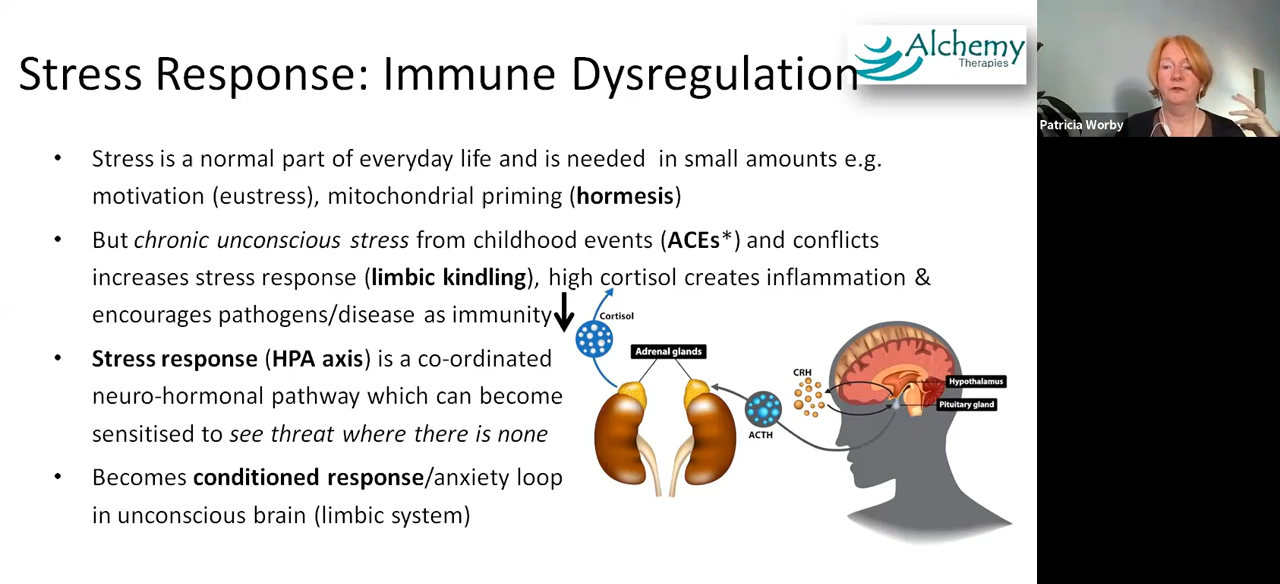 Stress Response: Immune Dysregulation
Alchemy
Therapies
Patricia Worby
• Stress is a normal part of everyday life and is needed in small amounts e.g.
motivation (eustress), mitochondrial priming (hormesis)
• But chronic unconscious stress from childhood events (ACEs*) and conflicts
increases stress response (limbic kindling), high cortisol creates inflammation &
encourages pathogens/disease as immunity
• Stress response (HPA axis) is a co-ordinated
neuro-hormonal pathway which can become
sensitised to see threat where there is none
• Becomes conditioned response/anxiety loop
in unconscious brain (limbic system)
Cortisol
Adrenal glands
CRH
ACTH
Hypothalamus
Pituitary gland